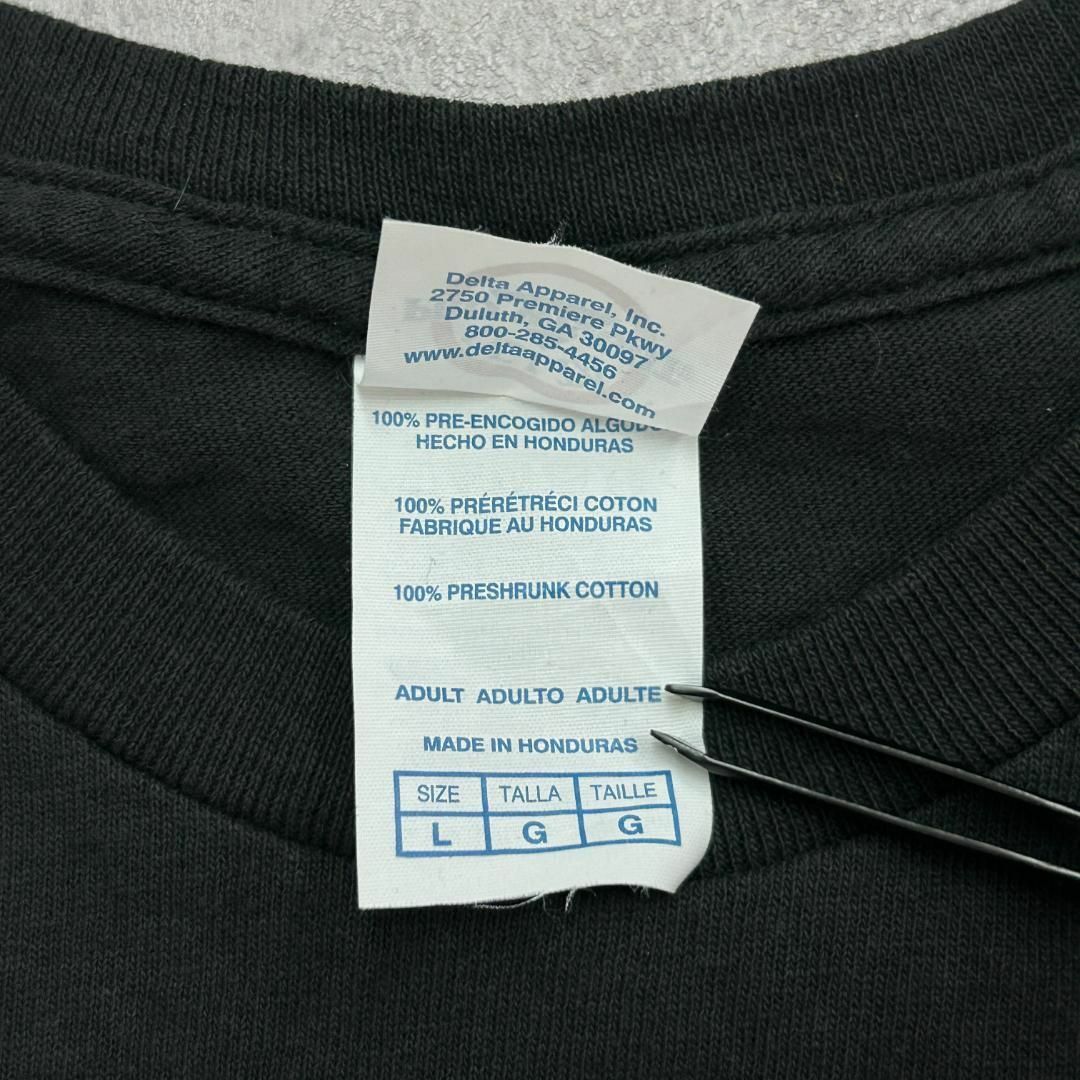 Delta Apparel, Inc.
2750 Premiere Pkwy
Duluth, GA 30097
800-285-4456
www.deltaapparel.com
100% PRE-ENCOGIDO
HECHO EN HONDURAS
100% PRÉRÉTRÉCI COTON
FABRIQUE AU HONDURAS
100% PRESHRUNK COTTON
ADULT ADULTO ADULTE
MADE IN HONDURAS
SIZE TALLA TAILLE
L G G